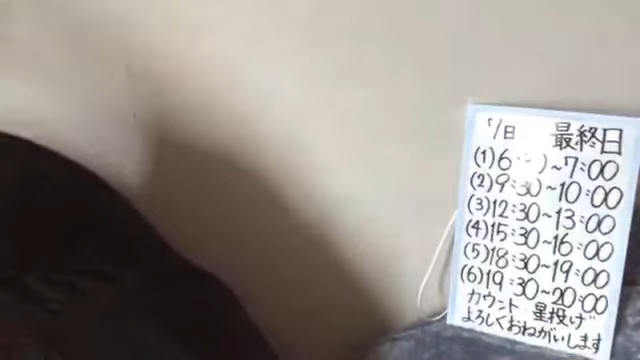 7/日 最終日
(1)6: ~7:00
(2)9:30~10:00
(3)12:30~13:00
(4)15:30~16:00
(5)18:30~19:00
(6)19:30~20:00
カウント・星投げ
よろしくおねがいします